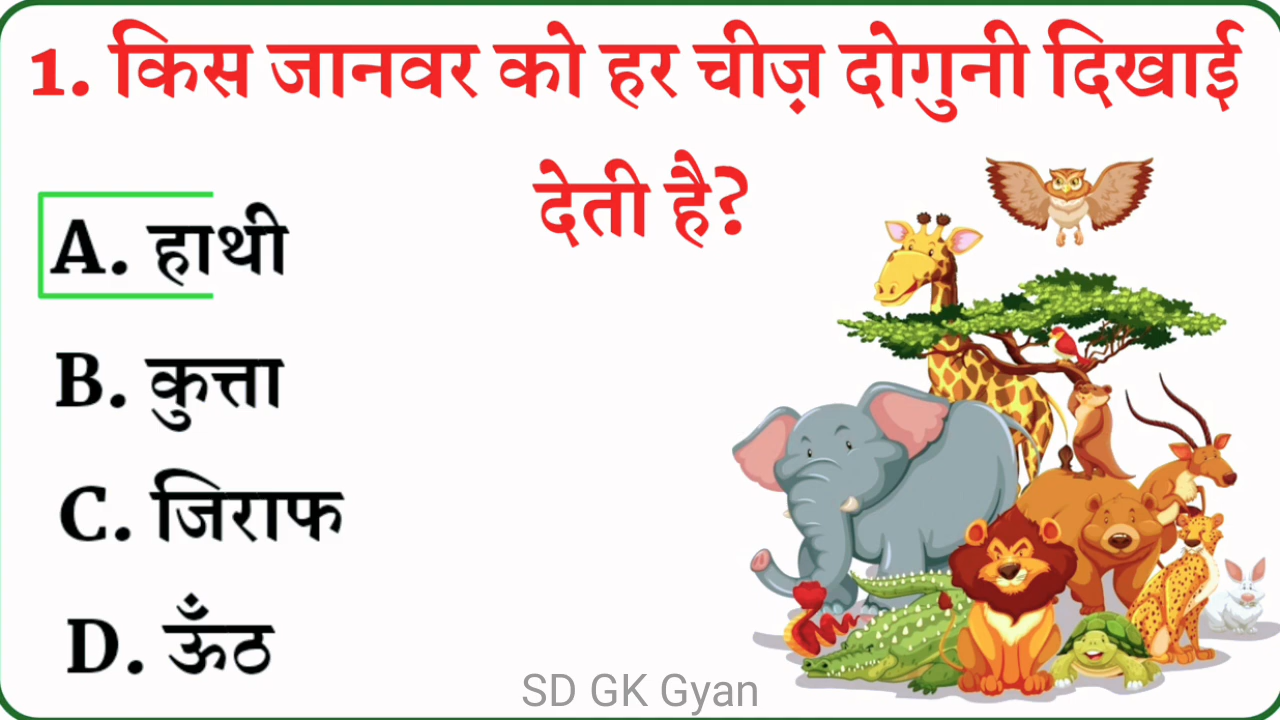 1. किस जानवर को हर चीज़ दोगुनी दिखाई
देती है?
A. हाथी
B. कुत्ता
C. जिराफ
D. ऊँठ
SD GK Gyan